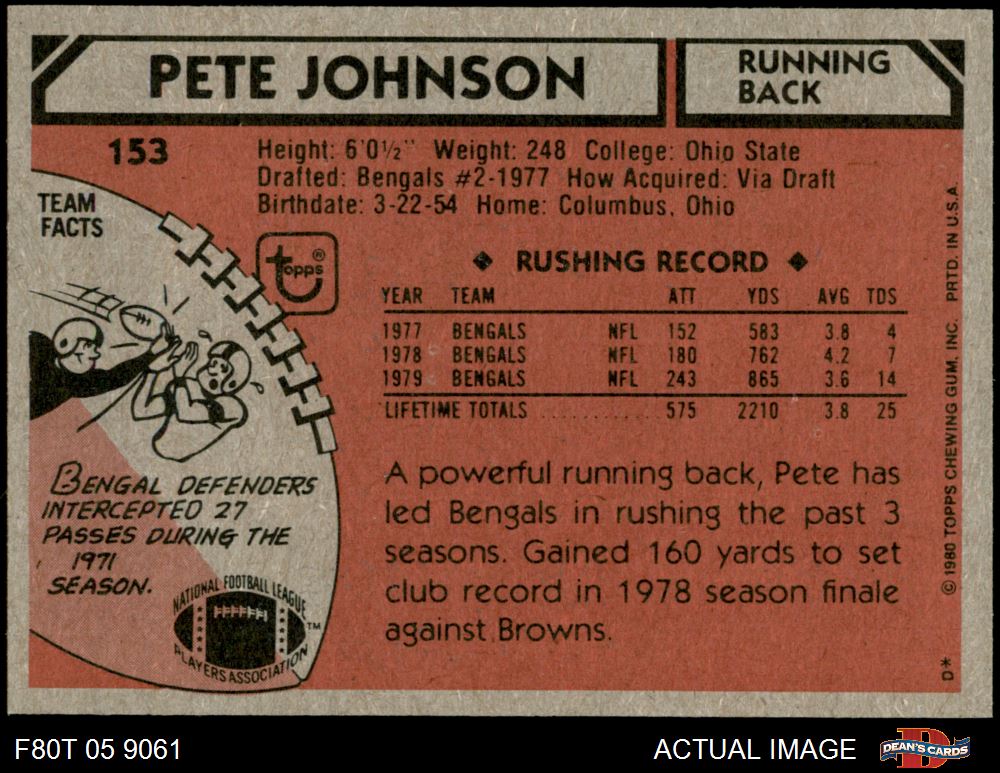 PETE JOHNSON
RUNNING
BACK
153
Height: 6'0½" Weight: 248 College: Ohio State
Drafted: Bengals #2-1977 How Acquired: Via Draft
Birthdate: 3-22-54 Home: Columbus, Ohio
TEAM
FACTS
topps®
◆ RUSHING RECORD ◆
YEAR TEAM ATT YDS AVG TDS
1977 BENGALS NFL 152 583 3.8 4
1978 BENGALS NFL 180 762 4.2 7
1979 BENGALS NFL 243 865 3.6 14
LIFETIME TOTALS .......... 575 2210 3.8 25
A powerful running back, Pete has
led Bengals in rushing the past 3
seasons. Gained 160 yards to set
club record in 1978 season finale
against Browns.
BENGAL DEFENDERS
INTERCEPTED 27
PASSES DURING THE
1971
SEASON.
NATIONAL FOOTBALL LEAGUE
PLAYERS ASSOCIATION
TM
©1980 TOPPS CHEWING GUM, INC. PRTD. IN U.S.A.
D*
F80T 05 9061
ACTUAL IMAGE
DEAN'S CARDS